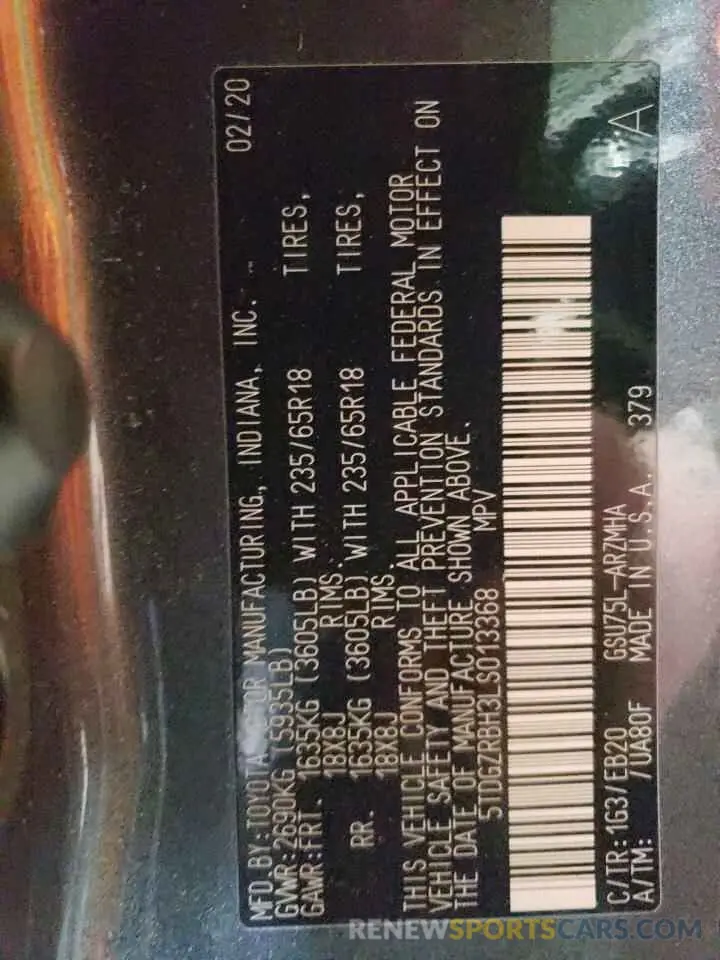 MFD.BY:TOYOTA MOTOR MANUFACTURING, INDIANA, INC. 02/20
GVWR:2690KG (5935LB)
GAWR:FRT. 1635KG (3605LB) WITH 235/65R18 TIRES,
18X8J RIMS.
RR. 1635KG (3605LB) WITH 235/65R18 TIRES,
18X8J RIMS.
THIS VEHICLE CONFORMS TO ALL APPLICABLE FEDERAL MOTOR
VEHICLE SAFETY AND THEFT PREVENTION STANDARDS IN EFFECT ON
THE DATE OF MANUFACTURE SHOWN ABOVE.
5TDGZRBH3LS013368 MPV
C/TR:1G3/EB20 GSU75L-ARZMHA
A/TM: /UA80F MADE IN U.S.A. 379
A
RENEWSPORTSCARS.COM